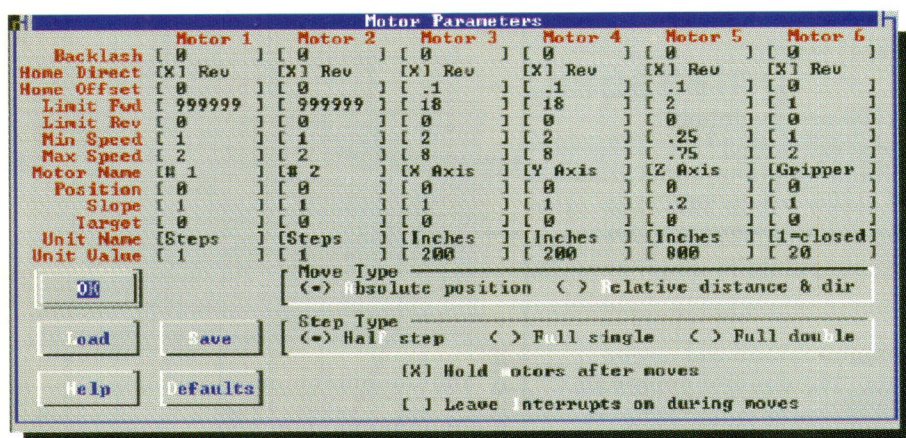 Motor Parameters
Motor 1 Motor 2 Motor 3 Motor 4 Motor 5 Motor 6
Backlash [ 0 ] [ 0 ] [ 0 ] [ 0 ] [ 0 ] [ 0 ]
Home Direct [X] Rev [X] Rev [X] Rev [X] Rev [X] Rev [X] Rev
Home Offset [ 0 ] [ 0 ] [ .1 ] [ .1 ] [ .1 ] [ 0 ]
Limit Fwd [ 999999 ] [ 999999 ] [ 18 ] [ 18 ] [ 2 ] [ 1 ]
Limit Rev [ 0 ] [ 0 ] [ 0 ] [ 0 ] [ 0 ] [ 0 ]
Min Speed [ 1 ] [ 1 ] [ 2 ] [ 2 ] [ .25 ] [ 1 ]
Max Speed [ 2 ] [ 2 ] [ 8 ] [ 8 ] [ .75 ] [ 2 ]
Motor Name [# 1 ] [# 2 ] [X Axis ] [Y Axis ] [Z Axis ] [Gripper ]
Position [ 0 ] [ 0 ] [ 0 ] [ 0 ] [ 0 ] [ 0 ]
Slope [ 1 ] [ 1 ] [ 1 ] [ 1 ] [ .2 ] [ 1 ]
Target [ 0 ] [ 0 ] [ 0 ] [ 0 ] [ 0 ] [ 0 ]
Unit Name [Steps ] [Steps ] [Inches ] [Inches ] [Inches ] [1=closed]
Unit Value [ 1 ] [ 1 ] [ 200 ] [ 200 ] [ 800 ] [ 20 ]
OK
Move Type
(•) Absolute position ( ) Relative distance & dir
Load Save
Step Type
(•) Half step ( ) Full single ( ) Full double
Help Defaults
[X] Hold motors after moves
[ ] Leave Interrupts on during moves